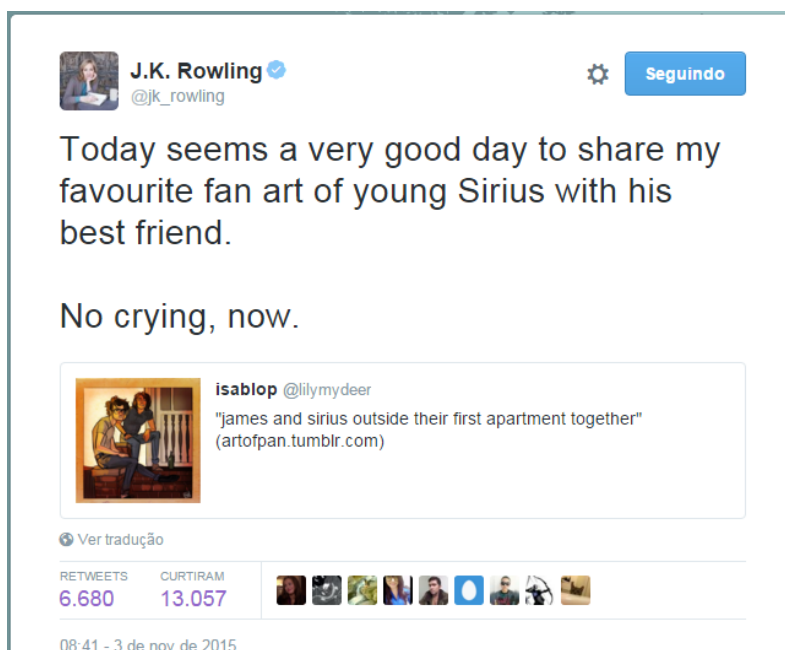 J.K. Rowling
@jk_rowling
Seguindo
Today seems a very good day to share my
favourite fan art of young Sirius with his
best friend.
No crying, now.
isablop @lilymydeer
"james and sirius outside their first apartment together"
(artofpan.tumblr.com)
Ver tradução
RETWEETS CURTIRAM
6.680 13.057
08:41 - 3 de nov de 2015